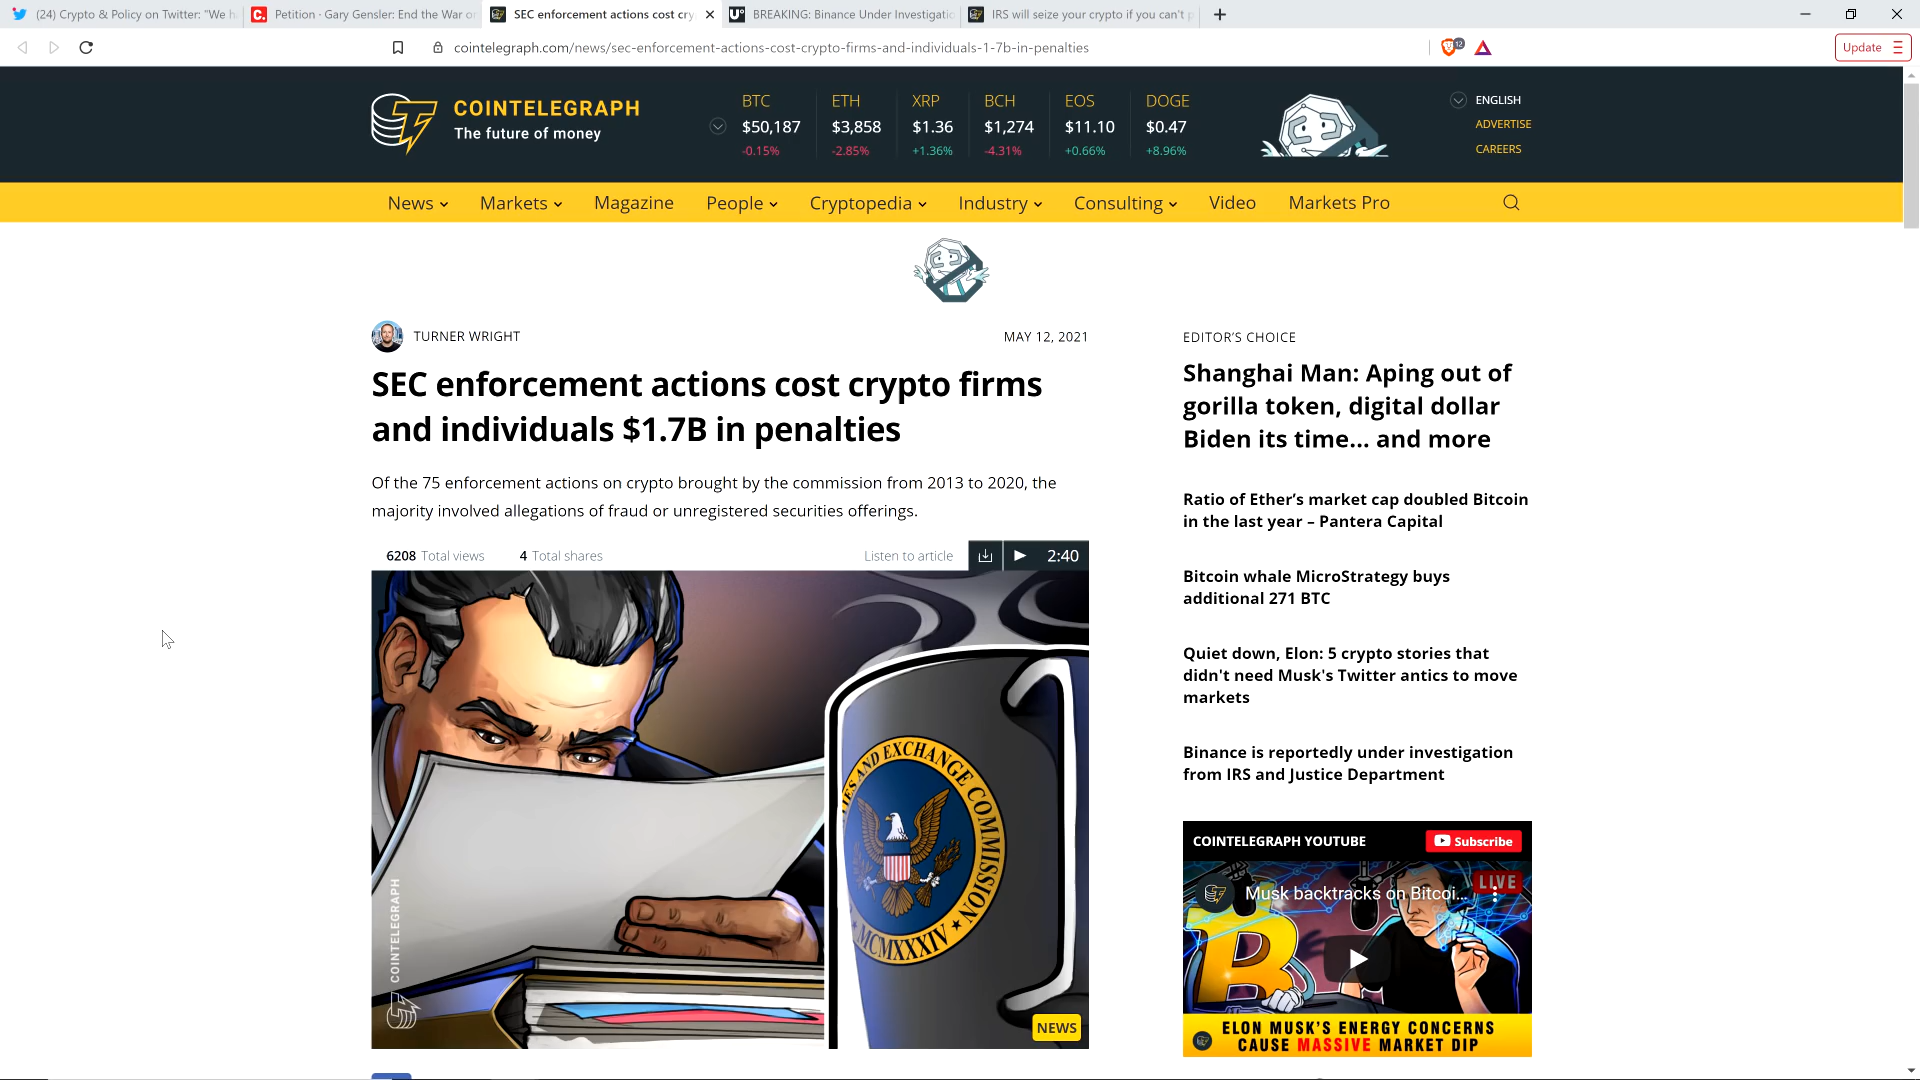 (24) Crypto & Policy on Twitter: "We h
Petition · Gary Gensler: End the War o
SEC enforcement actions cost cry
BREAKING: Binance Under Investigatio
IRS will seize your crypto if you can't p
cointelegraph.com/news/sec-enforcement-actions-cost-crypto-firms-and-individuals-1-7b-in-penalties
12
Update
COINTELEGRAPH
The future of money
BTC ETH XRP BCH EOS DOGE
$50,187 $3,858 $1.36 $1,274 $11.10 $0.47
-0.15% -2.85% +1.36% -4.31% +0.66% +8.96%
ENGLISH
ADVERTISE
CAREERS
News Markets Magazine People Cryptopedia Industry Consulting Video Markets Pro
TURNER WRIGHT
MAY 12, 2021
SEC enforcement actions cost crypto firms
and individuals $1.7B in penalties
Of the 75 enforcement actions on crypto brought by the commission from 2013 to 2020, the
majority involved allegations of fraud or unregistered securities offerings.
6208 Total views 4 Total shares Listen to article 2:40
ES AND EXCHANGE COMMISSION
MCMXXXIV
COINTELEGRAPH
NEWS
EDITOR'S CHOICE
Shanghai Man: Aping out of
gorilla token, digital dollar
Biden its time... and more
Ratio of Ether's market cap doubled Bitcoin
in the last year – Pantera Capital
Bitcoin whale MicroStrategy buys
additional 271 BTC
Quiet down, Elon: 5 crypto stories that
didn't need Musk's Twitter antics to move
markets
Binance is reportedly under investigation
from IRS and Justice Department
COINTELEGRAPH YOUTUBE
Subscribe
Musk backtracks on Bitcoi...
LIVE
ELON MUSK'S ENERGY CONCERNS
CAUSE MASSIVE MARKET DIP